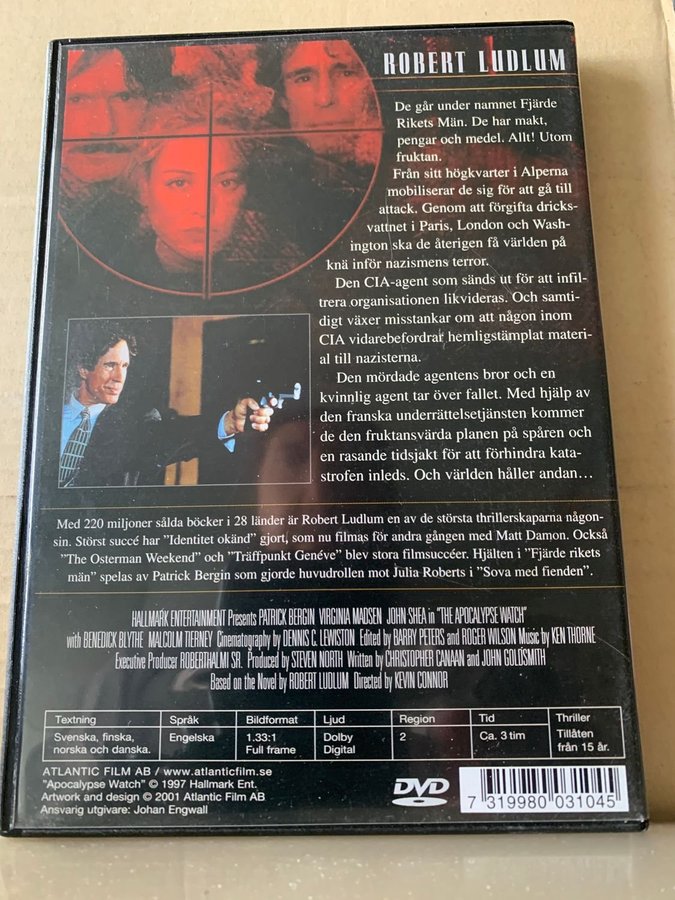 ROBERT LUDLUM
De går under namnet Fjärde
Rikets Män. De har makt,
pengar och medel. Allt! Utom
fruktan.
Från sitt högkvarter i Alperna
mobiliserar de sig för att gå till
attack. Genom att förgifta dricks-
vattnet i Paris, London och Wash-
ington ska de återigen få världen på
knä inför nazismens terror.
Den CIA-agent som sänds ut för att infil-
trera organisationen likvideras. Och samti-
digt växer misstankar om att någon inom
CIA vidarebefordrar hemligstämplat materi-
al till nazisterna.
Den mördade agentens bror och en
kvinnlig agent tar över fallet. Med hjälp av
den franska underrättelsetjänsten kommer
de den fruktansvärda planen på spåren och
en rasande tidsjakt för att förhindra kata-
strofen inleds. Och världen håller andan...
Med 220 miljoner sålda böcker i 28 länder är Robert Ludlum en av de största thrillerskaparna någon-
sin. Störst succé har "Identitet okänd" gjort, som nu filmas för andra gången med Matt Damon. Också
"The Osterman Weekend" och "Träffpunkt Genéve" blev stora filmsuccéer. Hjälten i "Fjärde rikets
män" spelas av Patrick Bergin som gjorde huvudrollen mot Julia Roberts i "Sova med fienden".
HALLMARK ENTERTAINMENT Presents PATRICK BERGIN VIRGINIA MADSEN JOHN SHEA in "THE APOCALYPSE WATCH"
with BENEDICK BLYTHE MALCOLM TIERNEY Cinematography by DENNIS C. LEWISTON Edited by BARRY PETERS and ROGER WILSON Music by KEN THORNE
Executive Producer ROBERTHALMI SR. Produced by STEVEN NORTH Written by CHRISTOPHER CANAAN and JOHN GOLDSMITH
Based on the Novel by ROBERT LUDLUM Directed by KEVIN CONNOR
Textning Språk Bildformat Ljud Region Tid Thriller
Svenska, finska, Engelska 1.33:1 Dolby 2 Ca. 3 tim Tillåten
norska och danska. Full frame Digital från 15 år.
ATLANTIC FILM AB / www.atlanticfilm.se
"Apocalypse Watch" © 1997 Hallmark Ent.
Artwork and design © 2001 Atlantic Film AB
Ansvarig utgivare: Johan Engwall
DVD
7 319980 031045